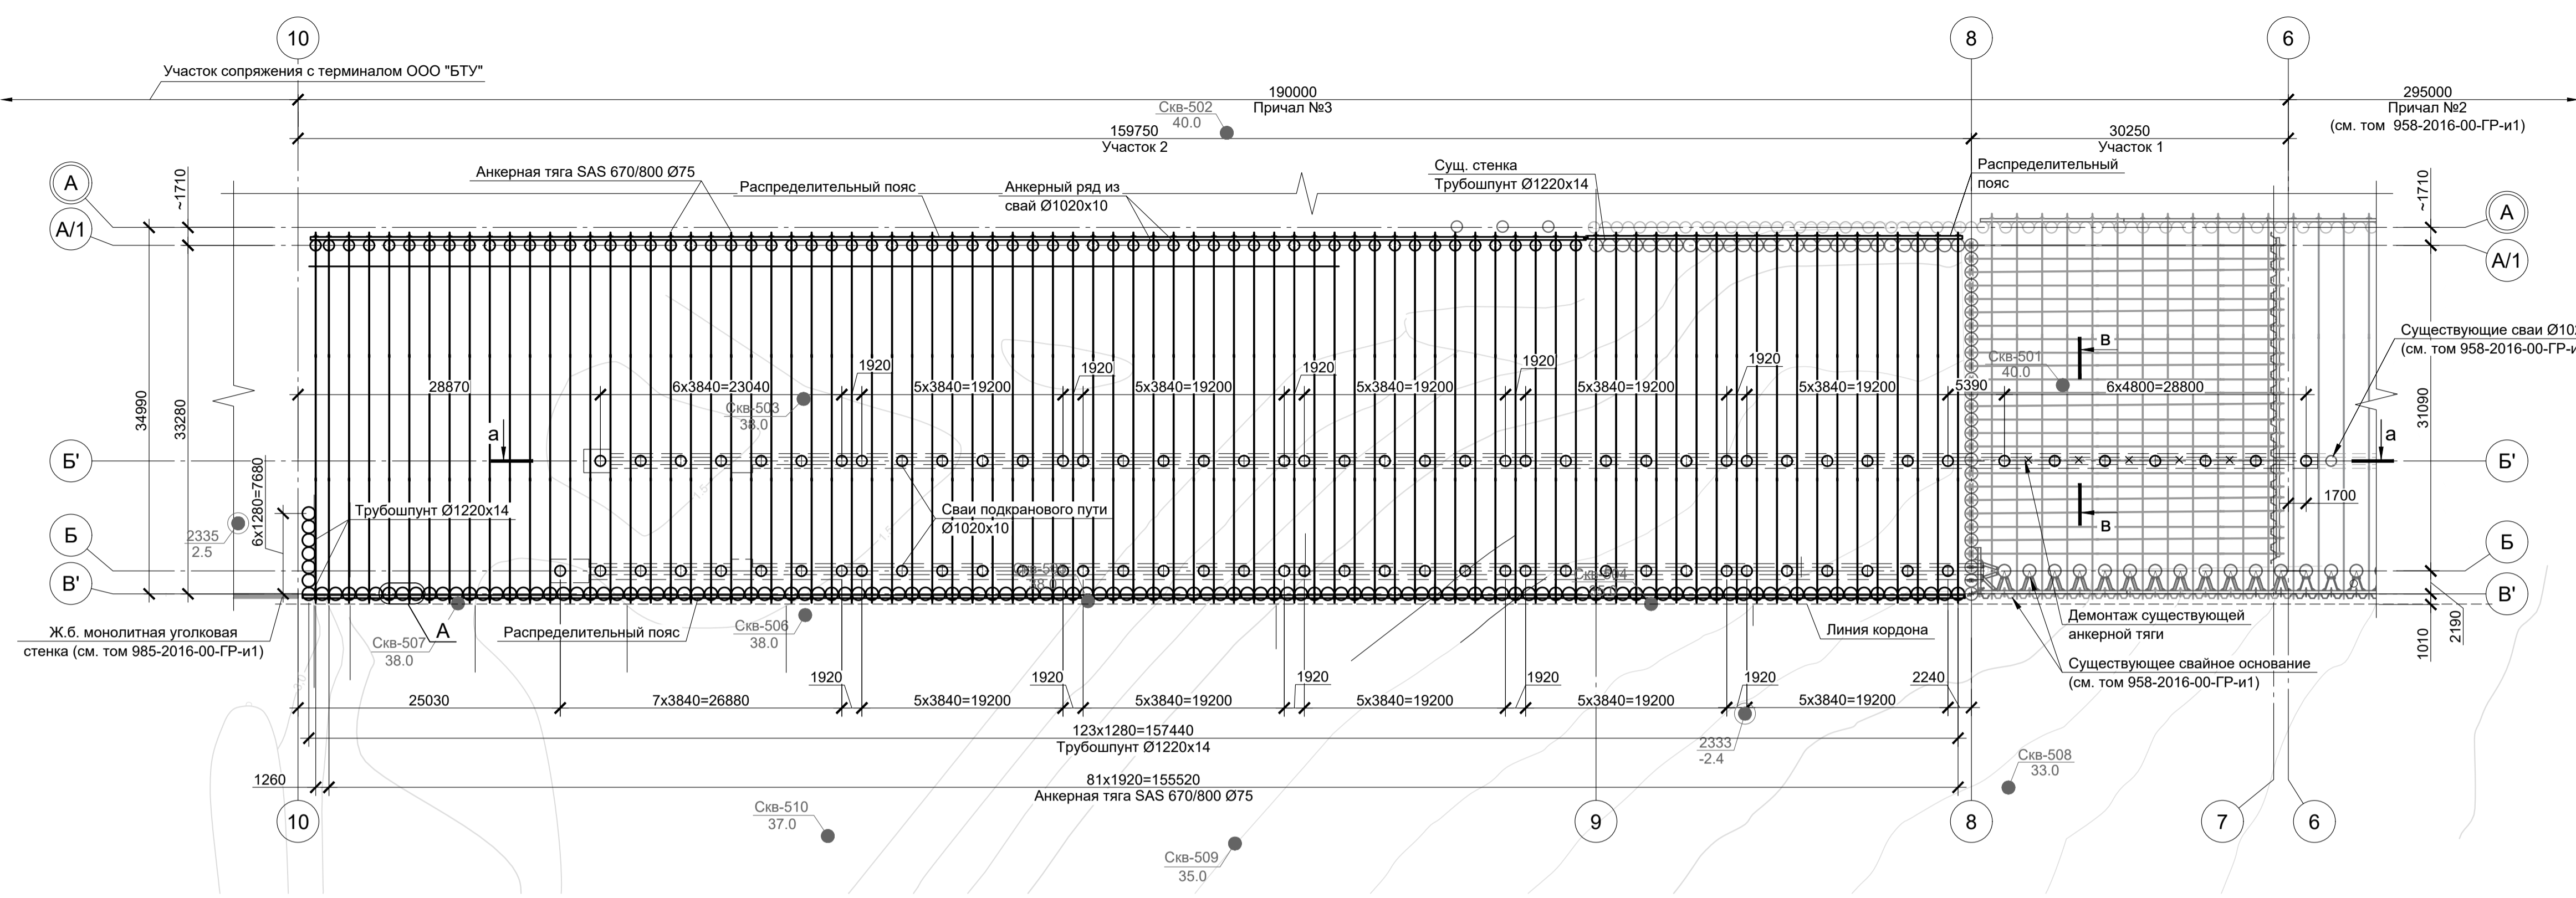 10
8
6
Участок сопряжения с терминалом ООО "БТУ"
190000
Причал №3
295000
Причал №2
(см. том 958-2016-00-ГР-и1)
Скв-502
40.0
159750
Участок 2
30250
Участок 1
Анкерная тяга SAS 670/800 Ø75
Распределительный пояс
Анкерный ряд из
свай Ø1020х10
Сущ. стенка
Трубошпунт Ø1220х14
Распределительный
пояс
А
А/1
~1710
~1710
А
А/1
34990
33280
31090
Существующие сваи Ø10
(см. том 958-2016-00-ГР-и
в
Скв-501
40.0
28870
6х3840=23040
1920
5х3840=19200
1920
5х3840=19200
1920
5х3840=19200
1920
5х3840=19200
1920
5х3840=19200
5390
6х4800=28800
Скв-503
38.0
а
а
Б'
Б'
1700
6х1280=7680
Трубошпунт Ø1220х14
Сваи подкранового пути
Ø1020х10
в
2335
2.5
-1.5
-1.5
Б
Б
38.0
В'
В'
Ж.б. монолитная уголковая
стенка (см. том 985-2016-00-ГР-и1)
Скв-507
38.0
А
Распределительный пояс
Скв-506
38.0
Линия кордона
Демонтаж существующей
анкерной тяги
Существующее свайное основание
(см. том 958-2016-00-ГР-и1)
1010
2190
25030
7х3840=26880
1920
5х3840=19200
1920
5х3840=19200
1920
5х3840=19200
1920
5х3840=19200
1920
5х3840=19200
2240
123х1280=157440
Трубошпунт Ø1220х14
2333
-2.4
1260
81х1920=155520
Анкерная тяга SAS 670/800 Ø75
Скв-508
33.0
Скв-510
37.0
Скв-509
35.0
10
9
8
7
6